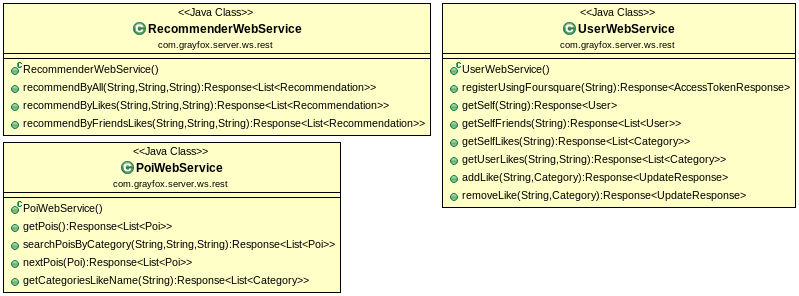 <<Java Class>>
RecommenderWebService
com.grayfox.server.ws.rest
RecommenderWebService()
recommendByAll(String,String,String):Response<List<Recommendation>>
recommendByLikes(String,String,String):Response<List<Recommendation>>
recommendByFriendsLikes(String,String,String):Response<List<Recommendation>>
<<Java Class>>
PoiWebService
com.grayfox.server.ws.rest
PoiWebService()
getPois():Response<List<Poi>>
searchPoisByCategory(String,String,String):Response<List<Poi>>
nextPois(Poi):Response<List<Poi>>
getCategoriesLikeName(String):Response<List<Category>>
<<Java Class>>
UserWebService
com.grayfox.server.ws.rest
UserWebService()
registerUsingFoursquare(String):Response<AccessTokenResponse>
getSelf(String):Response<User>
getSelfFriends(String):Response<List<User>>
getSelfLikes(String):Response<List<Category>>
getUserLikes(String,String):Response<List<Category>>
addLike(String,Category):Response<UpdateResponse>
removeLike(String,Category):Response<UpdateResponse>